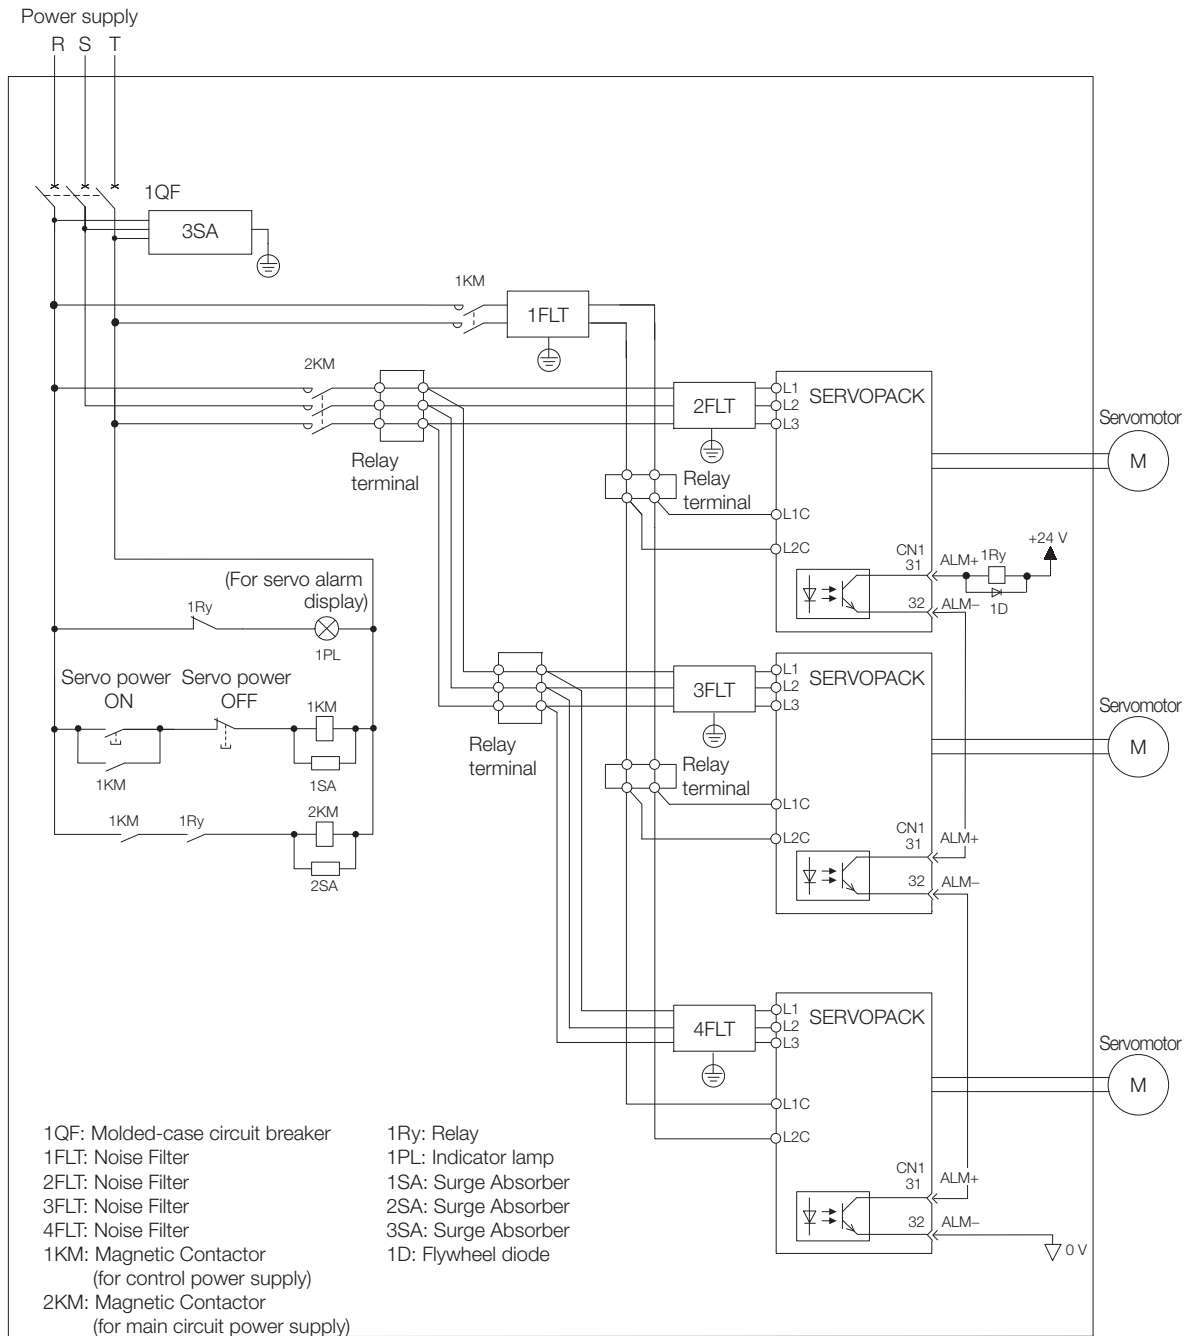 Power supply
R S T
1QF
3SA
1KM
1FLT
2KM
Relay
terminal
2FLT
L1
L2
L3
SERVOPACK
Servomotor
M
Relay
terminal
L1C
L2C
CN1
31
ALM+
1Ry
+24 V
1D
32
ALM−
(For servo alarm
display)
1Ry
1PL
Servo power
ON
Servo power
OFF
1KM
1KM
1SA
1KM
1Ry
2KM
2SA
Relay
terminal
3FLT
L1
L2
L3
SERVOPACK
Servomotor
M
Relay
terminal
L1C
L2C
CN1
31
ALM+
32
ALM−
4FLT
L1
L2
L3
SERVOPACK
Servomotor
M
L1C
L2C
CN1
31
ALM+
32
ALM−
0 V
1QF: Molded-case circuit breaker
1FLT: Noise Filter
2FLT: Noise Filter
3FLT: Noise Filter
4FLT: Noise Filter
1KM: Magnetic Contactor
(for control power supply)
2KM: Magnetic Contactor
(for main circuit power supply)
1Ry: Relay
1PL: Indicator lamp
1SA: Surge Absorber
2SA: Surge Absorber
3SA: Surge Absorber
1D: Flywheel diode